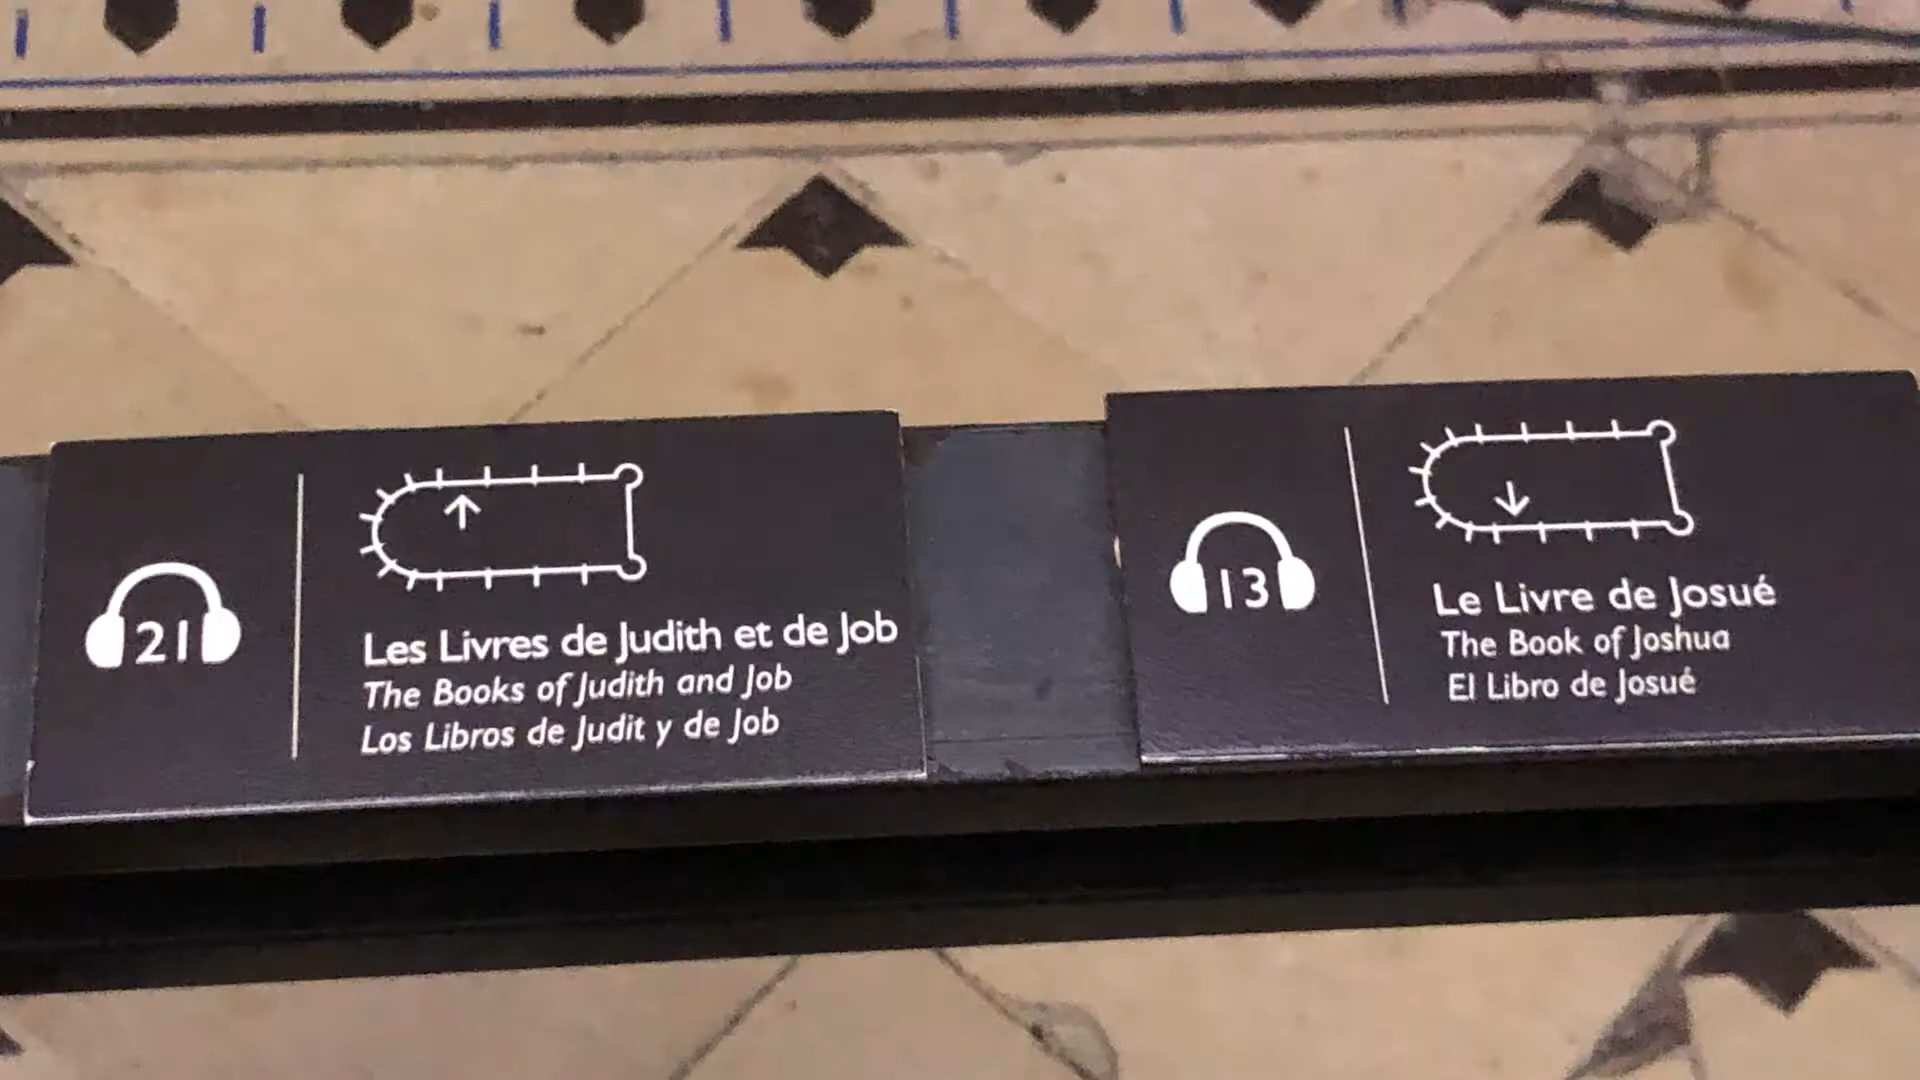 21
Les Livres de Judith et de Job
The Books of Judith and Job
Los Libros de Judit y de Job
13
Le Livre de Josué
The Book of Joshua
El Libro de Josué